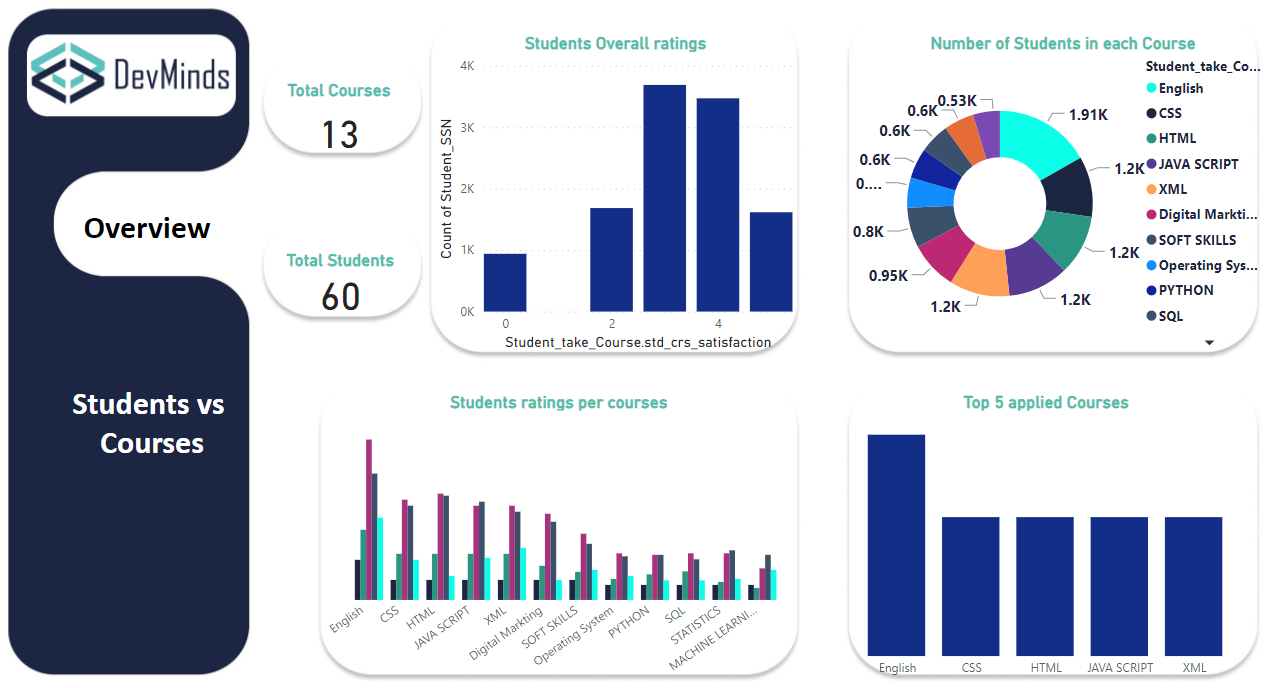 DevMinds
Overview
Students vs
Courses
Total Courses
13
Total Students
60
Students Overall ratings
Count of Student_SSN
4K
3K
2K
1K
0K
0
2
4
Student_take_Course.std_crs_satisfaction
Number of Students in each Course
1.91K
1.2K
1.2K
1.2K
1.2K
0.95K
0.8K
0....
0.6K
0.6K
0.6K
0.53K
Student_take_Co...
English
CSS
HTML
JAVA SCRIPT
XML
Digital Markti...
SOFT SKILLS
Operating Sys...
PYTHON
SQL
Students ratings per courses
English
CSS
HTML
JAVA SCRIPT
XML
Digital Markting
SOFT SKILLS
Operating System
PYTHON
SQL
STATISTICS
MACHINE LEARNI...
Top 5 applied Courses
English
CSS
HTML
JAVA SCRIPT
XML